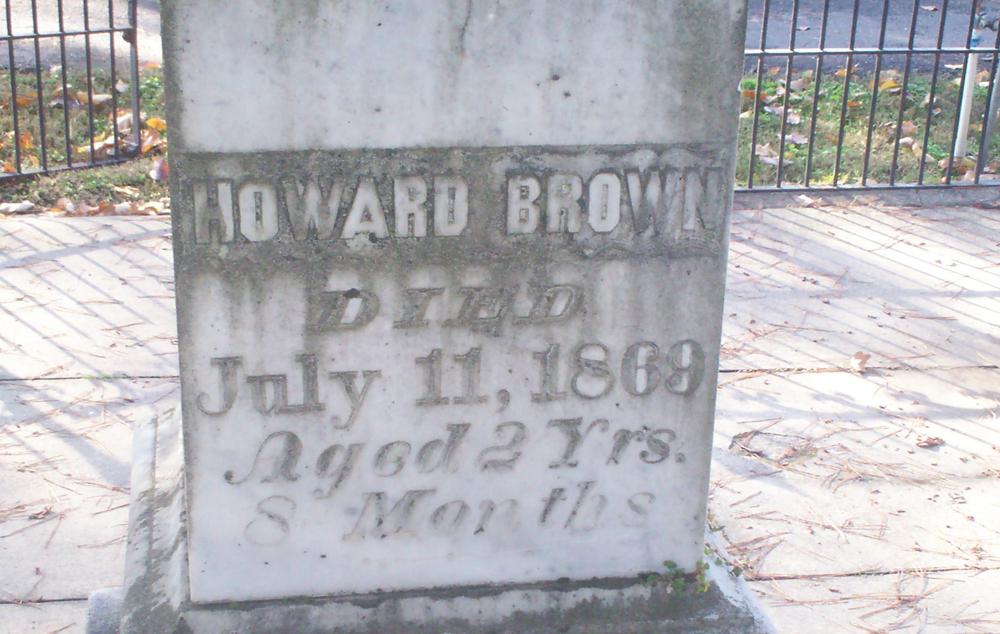 HOWARD BROWN
DIED
July 11, 1869
Aged 2 Yrs.
8 Months